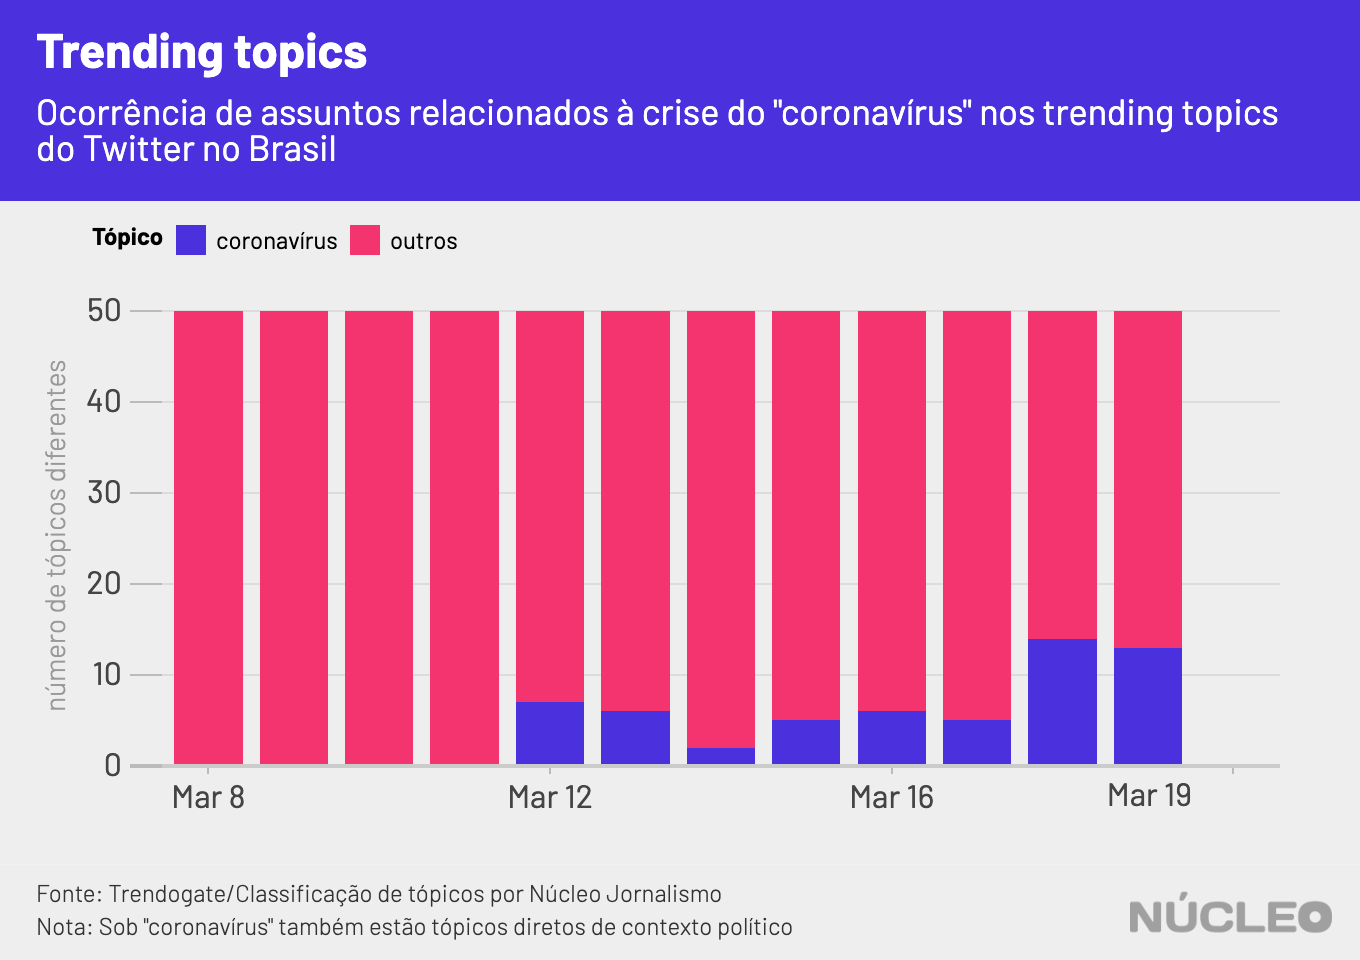 Trending topics
Ocorrência de assuntos relacionados à crise do "coronavírus" nos trending topics
do Twitter no Brasil
Tópico coronavírus outros
número de tópicos diferentes
50
40
30
20
10
0
Mar 8 Mar 12 Mar 16 Mar 19
Fonte: Trendogate/Classificação de tópicos por Núcleo Jornalismo
Nota: Sob "coronavírus" também estão tópicos diretos de contexto político
NÚCLEO